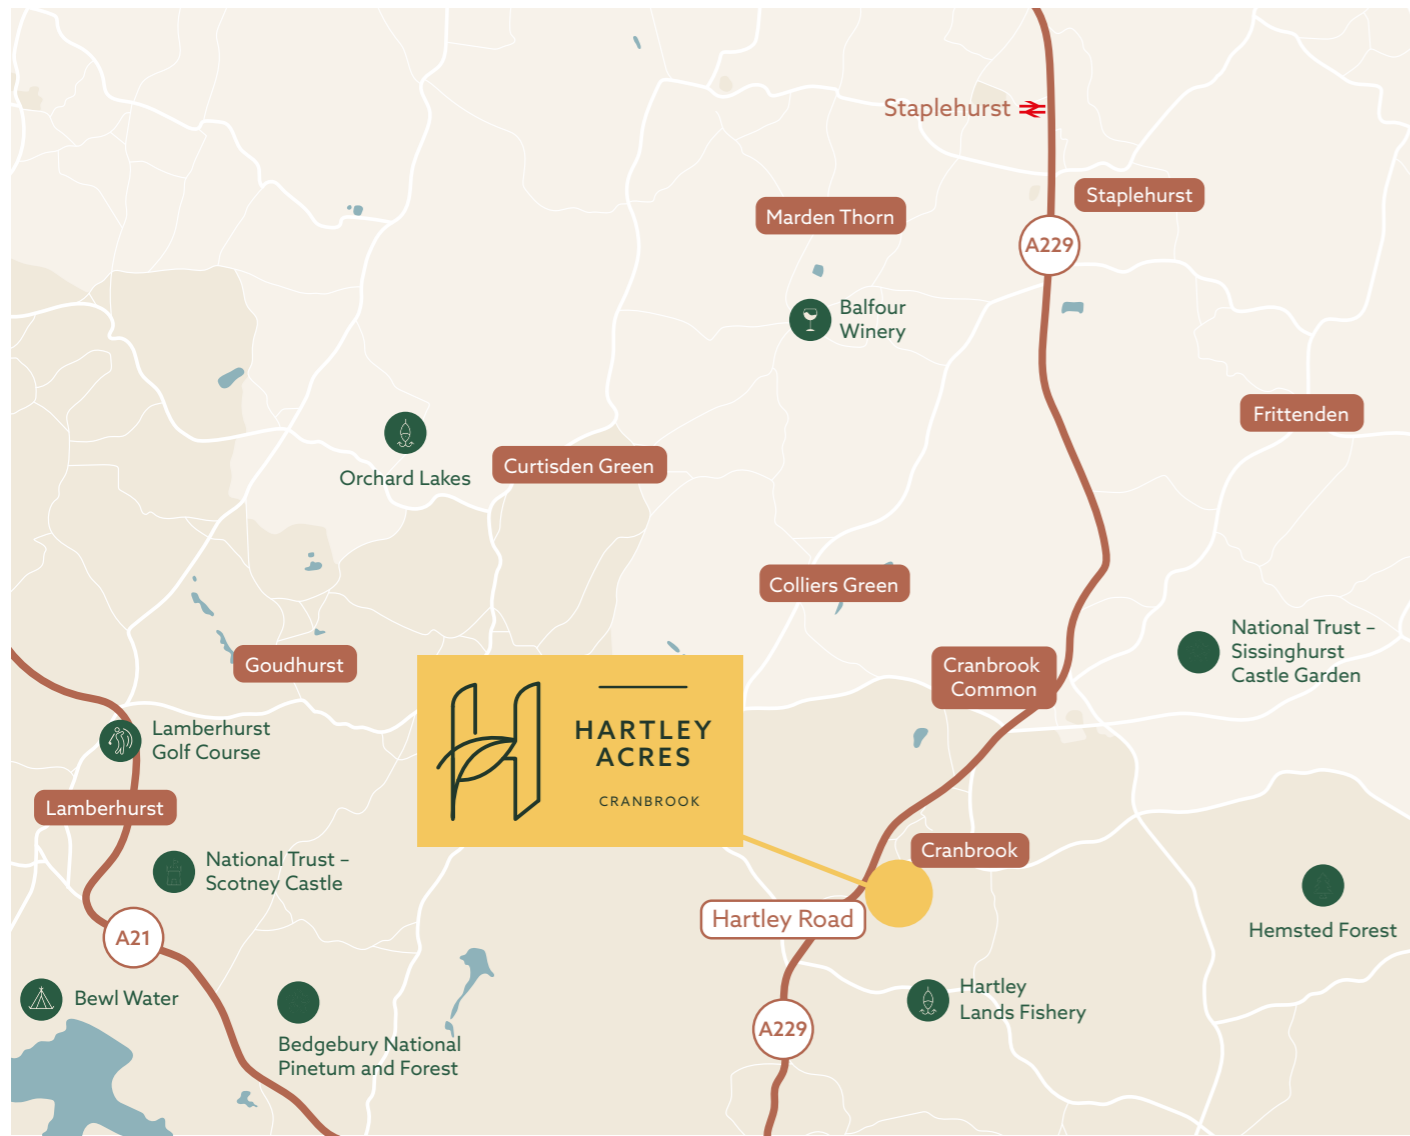 Staplehurst
Staplehurst
Marden Thorn
A229
Balfour
Winery
Frittenden
Orchard Lakes
Curtisden Green
Colliers Green
National Trust –
Sissinghurst
Castle Garden
Goudhurst
Cranbrook
Common
Lamberhurst
Golf Course
HARTLEY
ACRES
CRANBROOK
Lamberhurst
National Trust –
Scotney Castle
Cranbrook
Hartley Road
Hemsted Forest
A21
Bewl Water
Hartley
Lands Fishery
A229
Bedgebury National
Pinetum and Forest